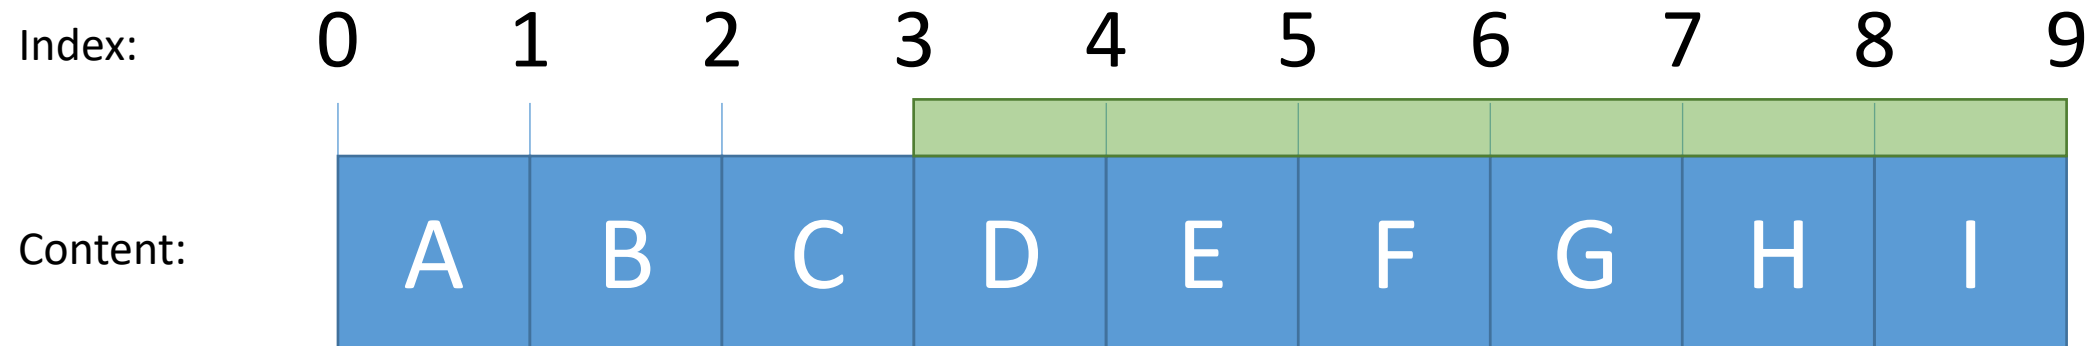 Index: 0 1 2 3 4 5 6 7 8 9
Content: A B C D E F G H I